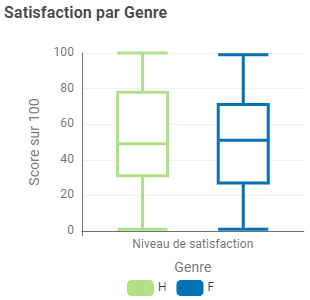 Satisfaction par Genre
Score sur 100
100
80
60
40
20
0
Niveau de satisfaction
Genre
H F